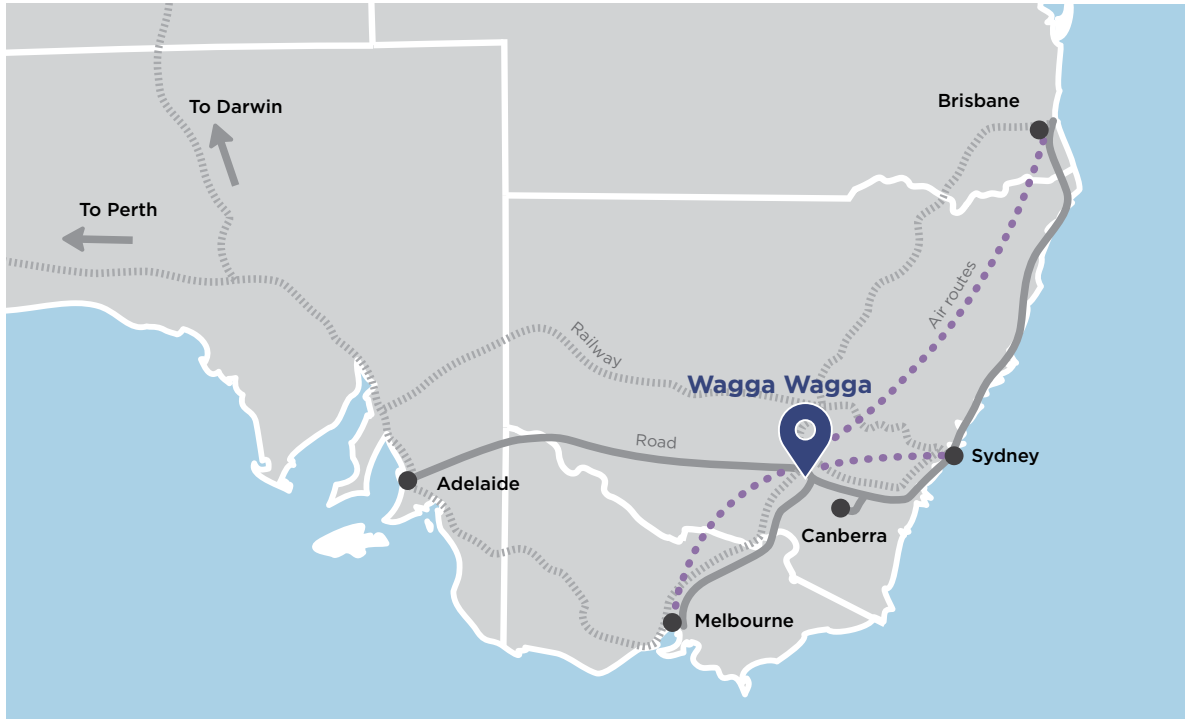 To Darwin
Brisbane
To Perth
Air routes
Railway
Wagga Wagga
Road
Sydney
Adelaide
Canberra
Melbourne